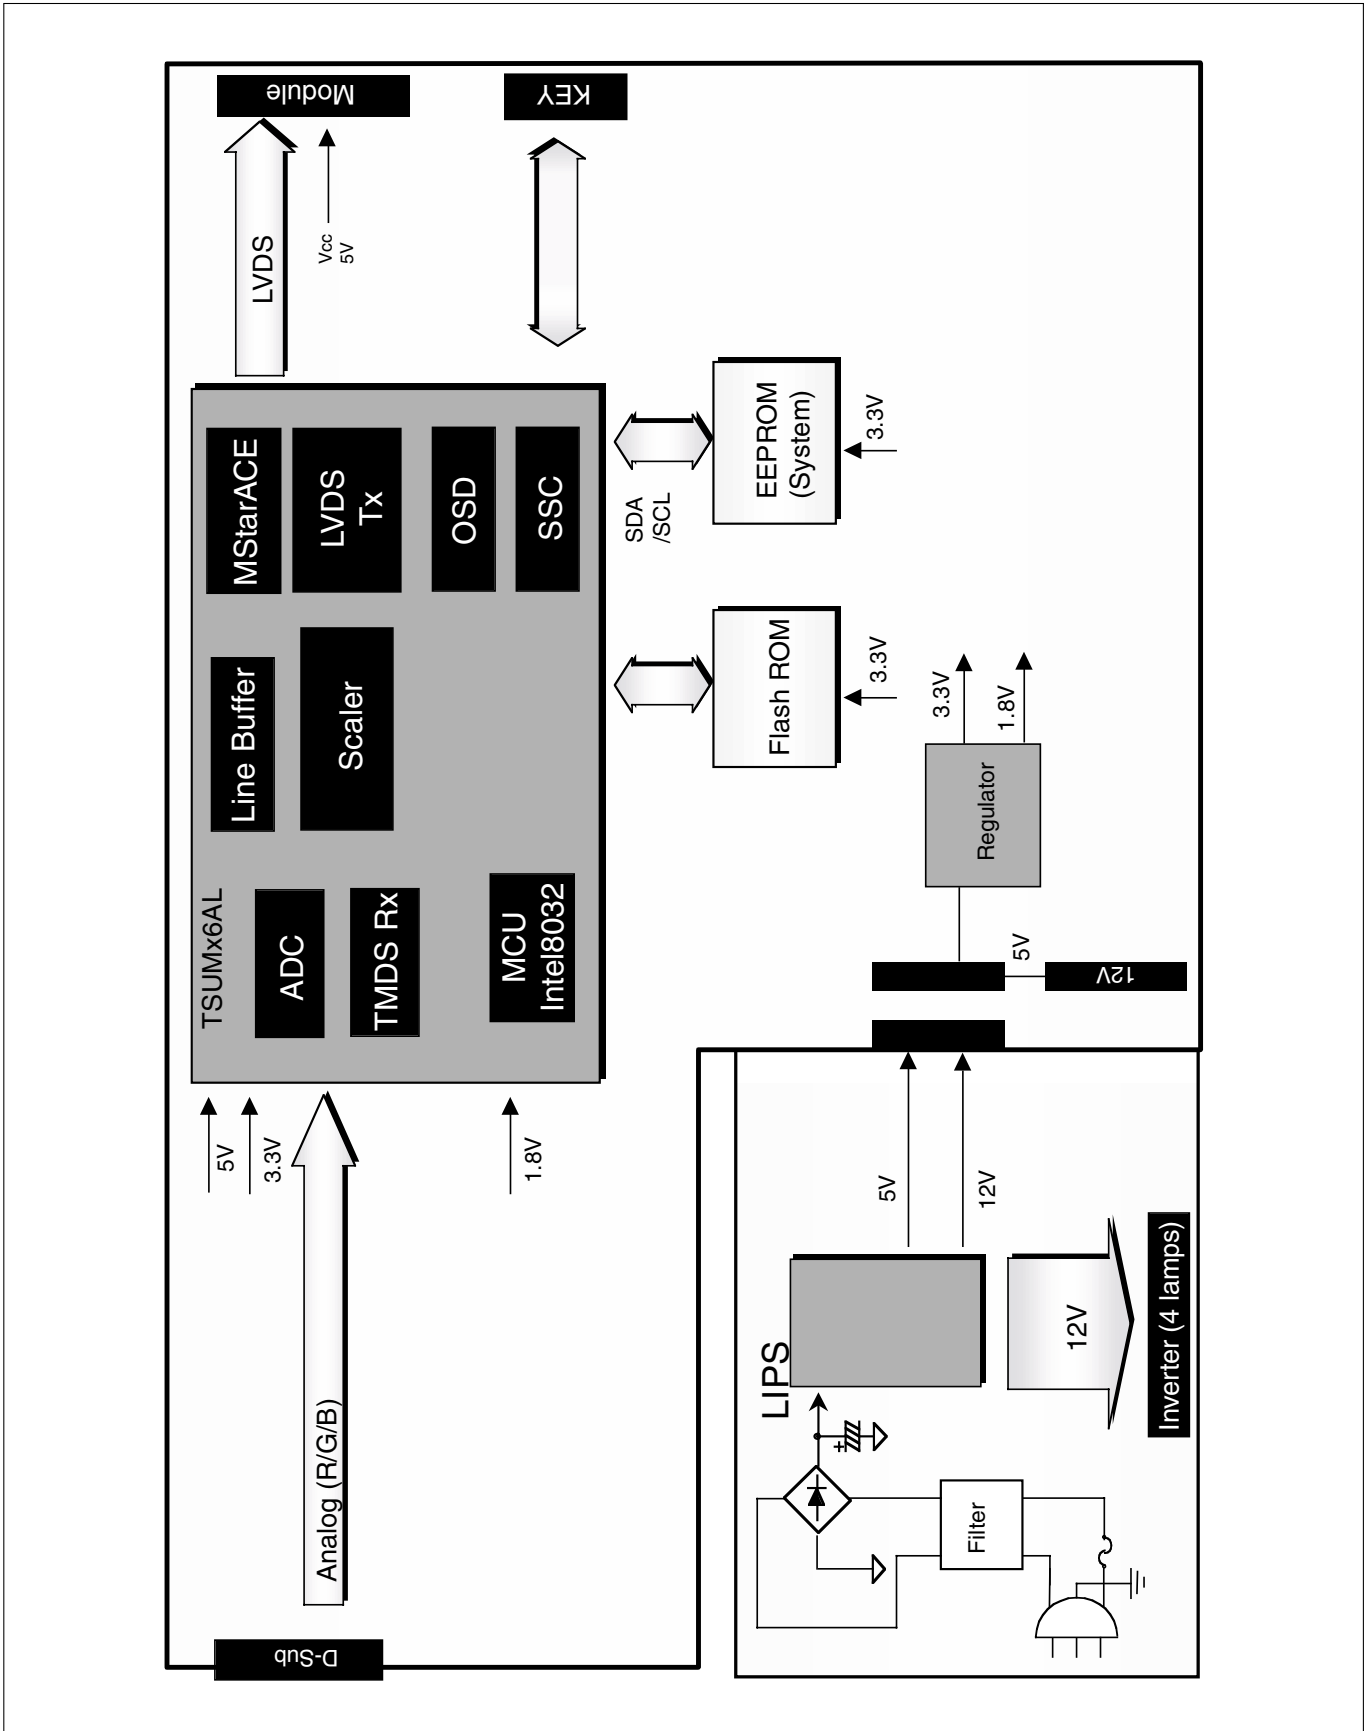 D-Sub
Analog (R/G/B)
5V
3.3V
1.8V
TSUMx6AL
ADC
TMDS Rx
MCU
Intel8032
Line Buffer
Scaler
MStarACE
LVDS
Tx
OSD
SSC
LVDS
Vcc
5V
Module
KEY
SDA
/SCL
Flash ROM
3.3V
EEPROM
(System)
3.3V
LIPS
Filter
5V
12V
12V
Inverter (4 lamps)
5V
12V
Regulator
3.3V
1.8V